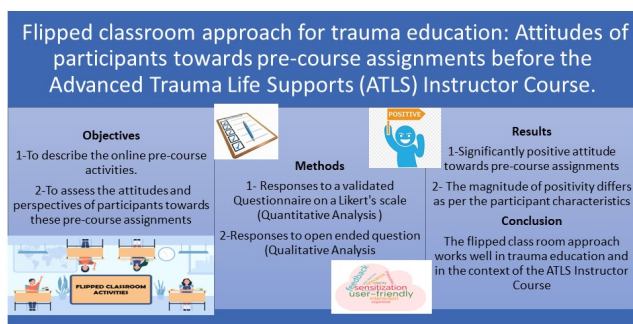 Flipped classroom approach for trauma education: Attitudes of
participants towards pre-course assignments before the
Advanced Trauma Life Supports (ATLS) Instructor Course.
Objectives
1-To describe the online pre-course
activities.
2-To assess the attitudes and
perspectives of participants towards
these pre-course assignments
FLIPPED CLASSROOM
ACTIVITIES
Methods
1- Responses to a validated
Questionnaire on a Likert's scale
(Quantitative Analysis )
2-Responses to open ended question
(Qualitative Analysis
feedback
sensitization
user-friendly
interaction
POSITIVE
Results
1-Significantly positive attitude
towards pre-course assignments
2- The magnitude of positivity differs
as per the participant characteristics
Conclusion
The flipped class room approach
works well in trauma education and
in the context of the ATLS Instructor
Course